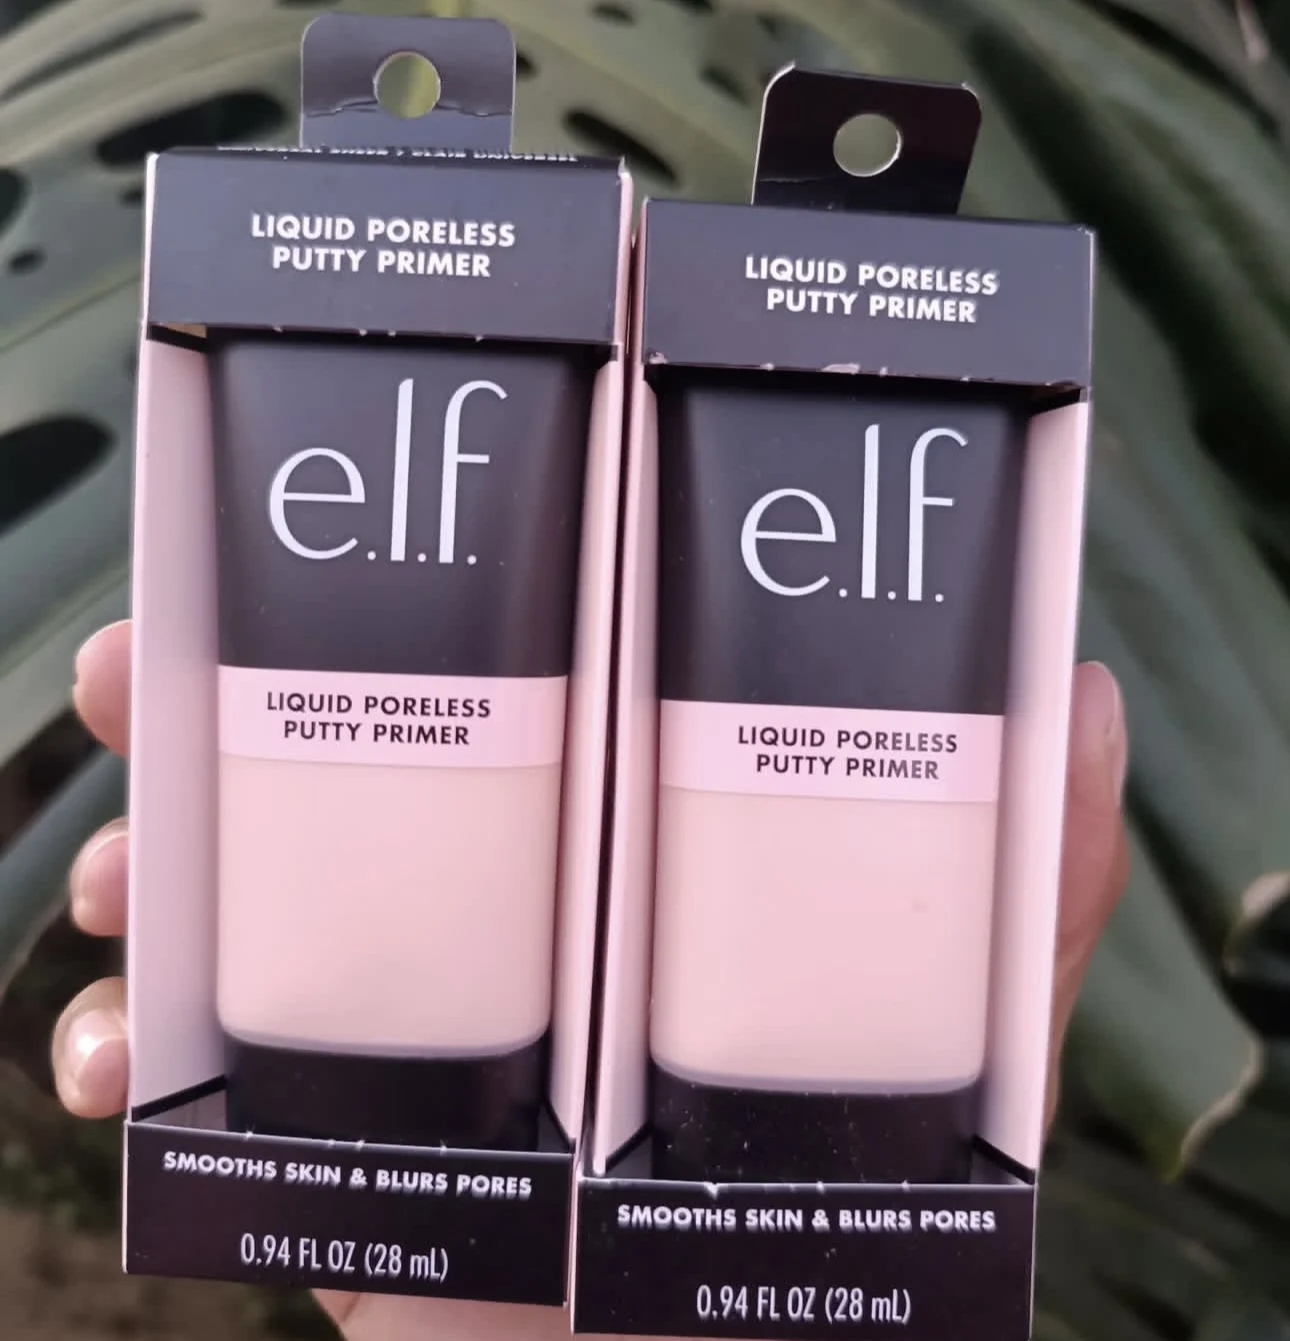 LIQUID PORELESS
PUTTY PRIMER
e.l.f.
LIQUID PORELESS
PUTTY PRIMER
SMOOTHS SKIN & BLURS PORES
0.94 FL OZ (28 mL)
LIQUID PORELESS
PUTTY PRIMER
e.l.f.
LIQUID PORELESS
PUTTY PRIMER
SMOOTHS SKIN & BLURS PORES
0.94 FL OZ (28 mL)